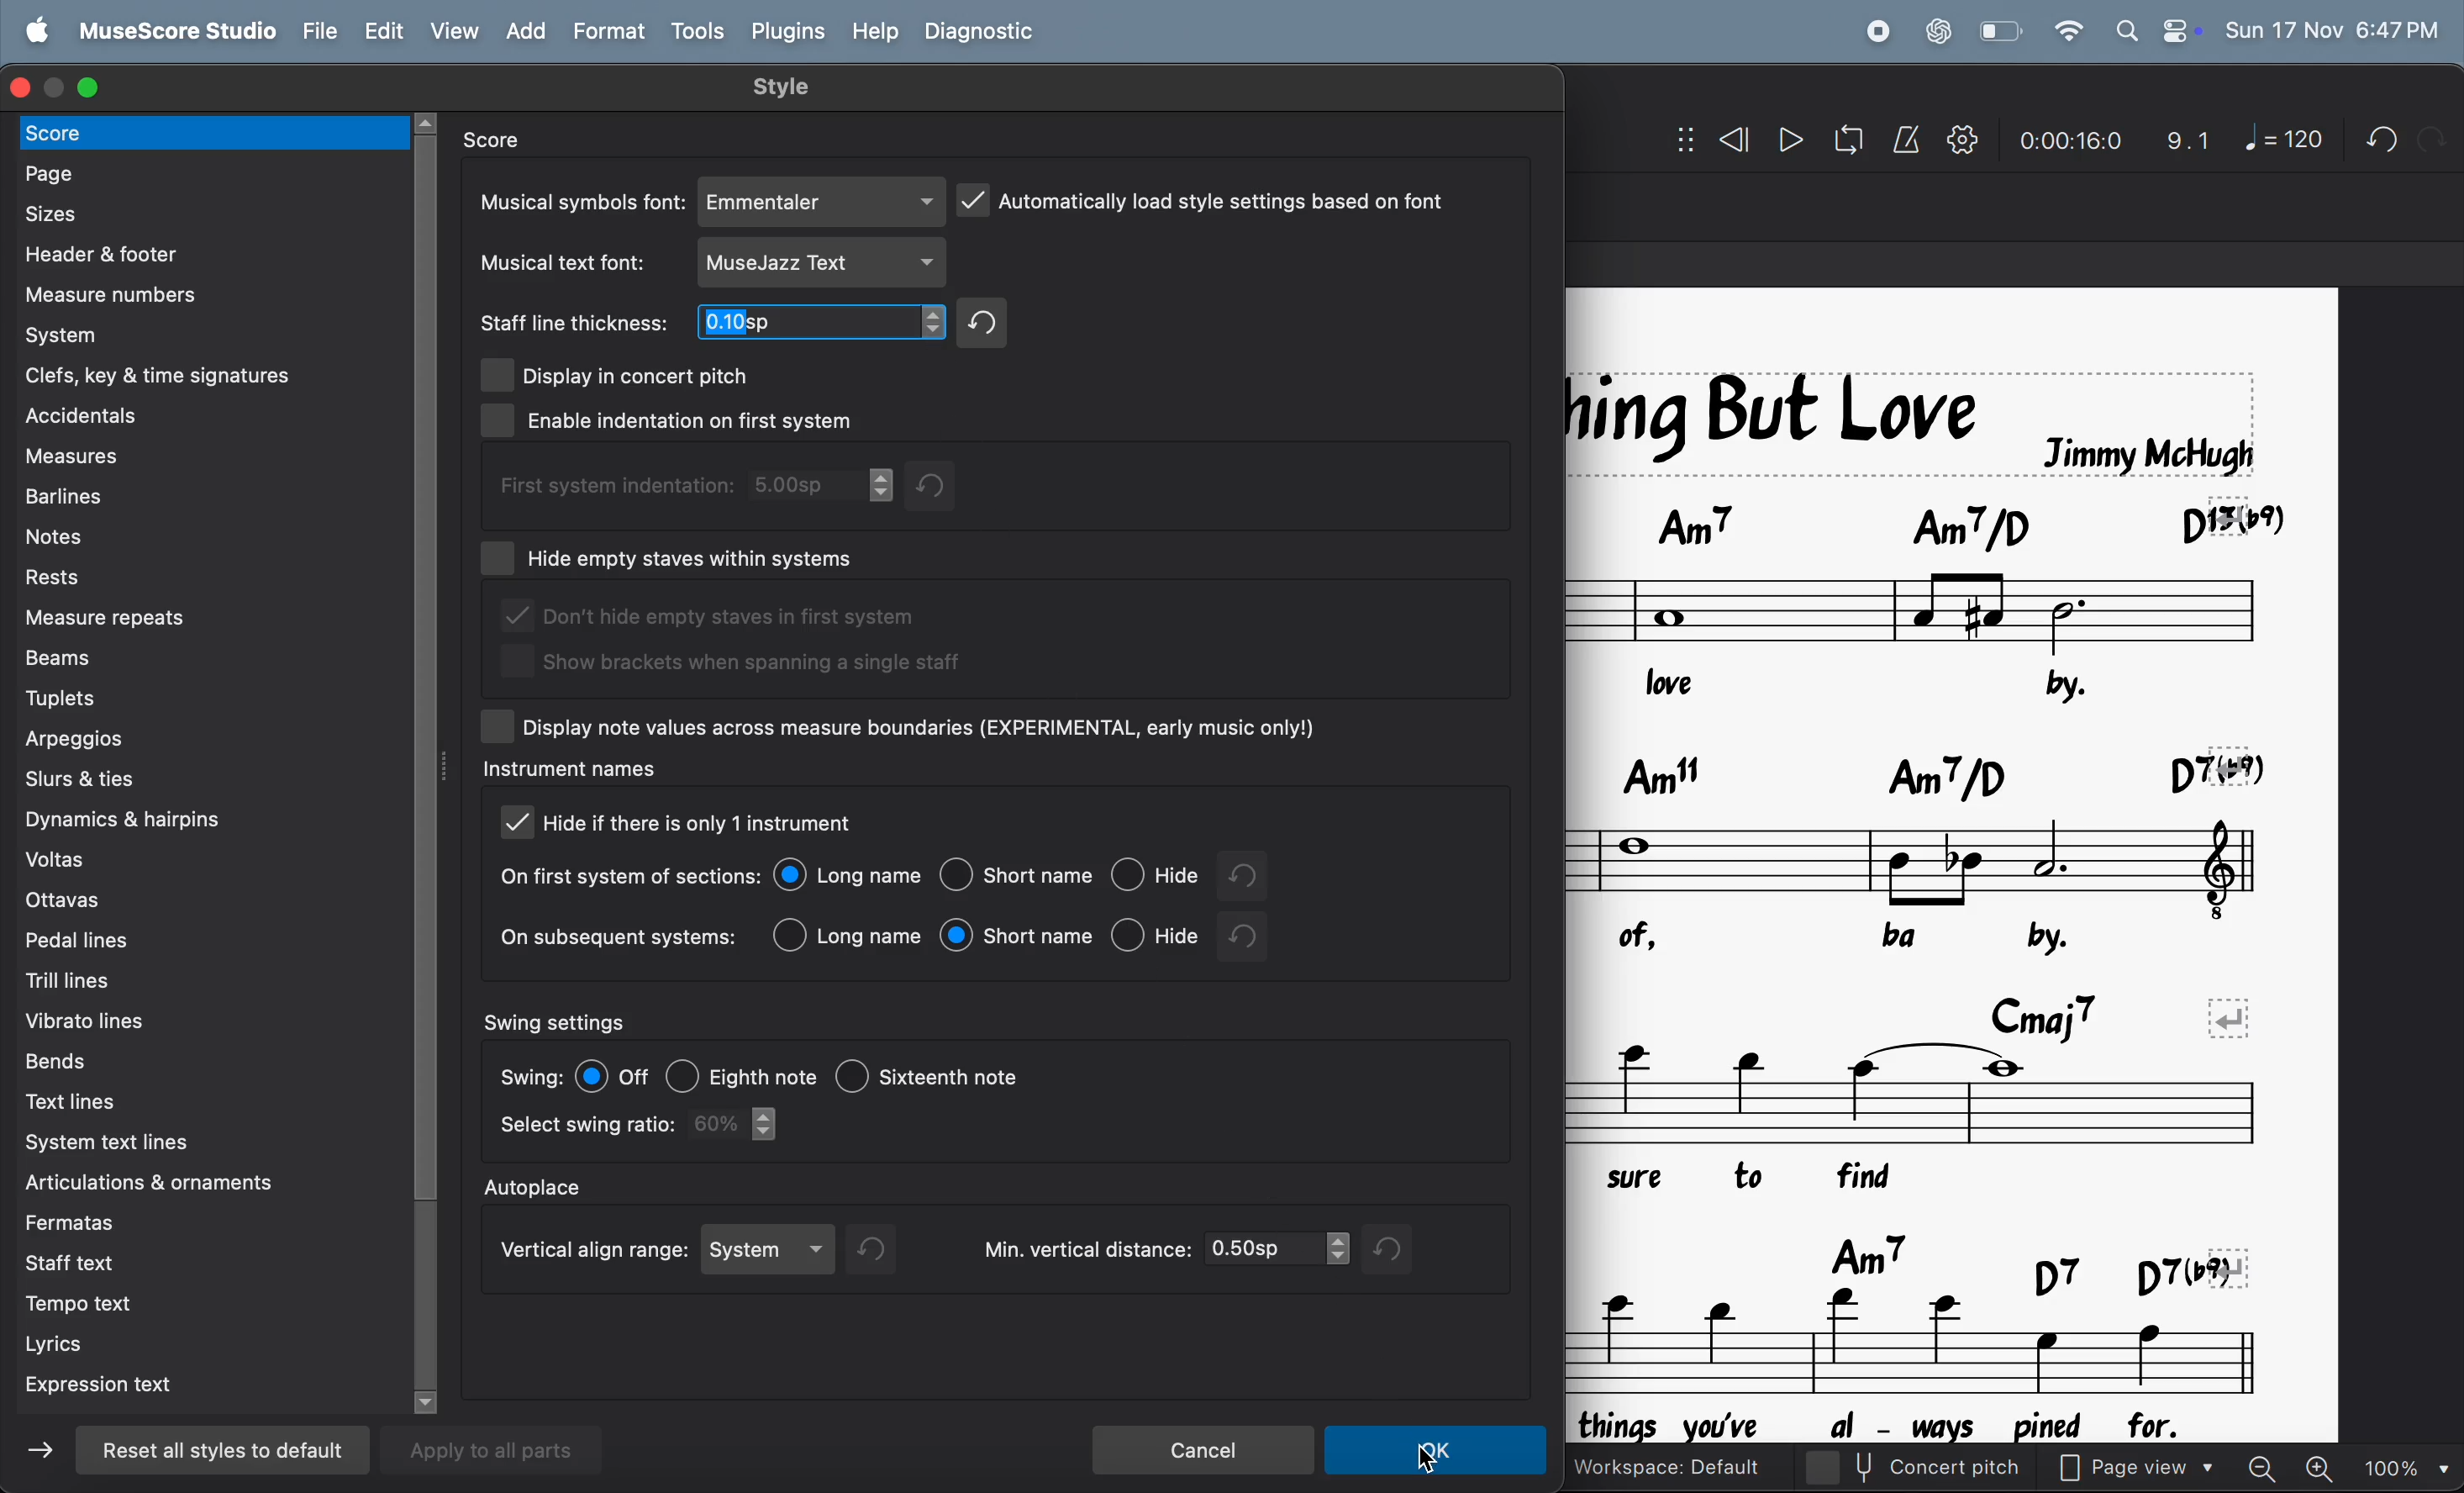 MuseScore Studio File Edit View Add Format Tools Plugins Help Diagnostic Sun 17 Nov 6:47 PM
Style
Score
Page
Sizes
Header & footer
Measure numbers
System
Clefs, key & time signatures
Accidentals
Measures
Barlines
Notes
Rests
Measure repeats
Beams
Tuplets
Arpeggios
Slurs & ties
Dynamics & hairpins
Voltas
Ottavas
Pedal lines
Trill lines
Vibrato lines
Bends
Text lines
System text lines
Articulations & ornaments
Fermatas
Staff text
Tempo text
Lyrics
Expression text
Score
Musical symbols font: Emmentaler Automatically load style settings based on font
Musical text font: MuseJazz Text
Staff line thickness: 0.10sp
Display in concert pitch
Enable indentation on first system
First system indentation: 5.00sp
Hide empty staves within systems
Don't hide empty staves in first system
Show brackets when spanning a single staff
Display note values across measure boundaries (EXPERIMENTAL, early music only!)
Instrument names
Hide if there is only 1 instrument
On first system of sections: Long name Short name Hide
On subsequent systems: Long name Short name Hide
Swing settings
Swing: Off Eighth note Sixteenth note
Select swing ratio: 60%
Autoplace
Vertical align range: System Min. vertical distance: 0.50sp
Reset all styles to default Apply to all parts Cancel OK
0:00:16:0 9.1 = 120
hing But Love
Jimmy McHugh
Am7 Am7/D D13(♭9)
love by.
Am11 Am7/D D7(♭9)
8
of, ba by.
Cmaj7
sure to find
Am7 D7 D7(♭9)
things you've al - ways pined for.
Workspace: Default Concert pitch Page view 100%